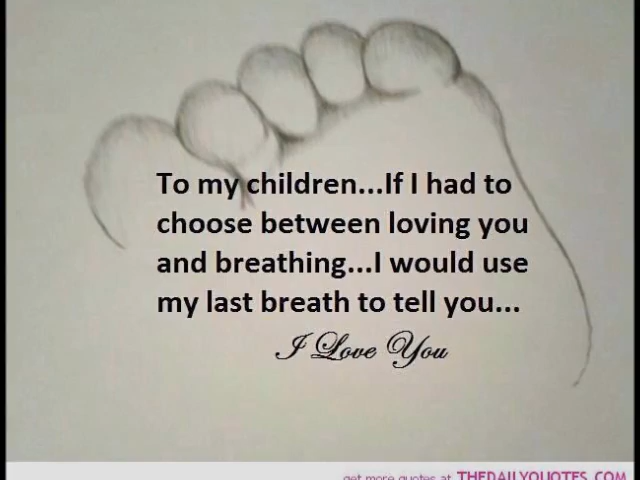 To my children...If I had to
choose between loving you
and breathing...I would use
my last breath to tell you...
I Love You
get more quotes at THEDAILYQUOTES.COM